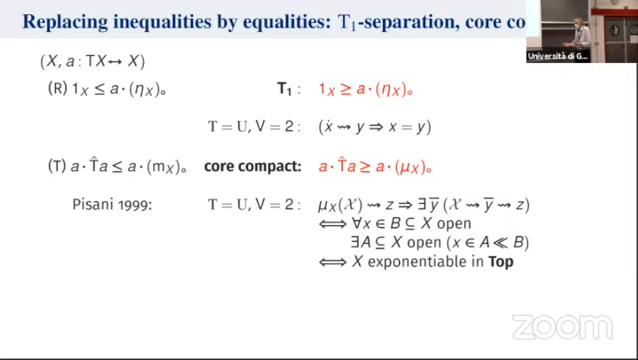 Replacing inequalities by equalities: T₁-separation, core co
Università di G...
(X, a : TX ⇸ X)
(R) 1_X ≤ a·(η_X)∘ T₁ : 1_X ≥ a·(η_X)∘
T = U, V = 2 : (ẋ ⇝ y ⇒ x = y)
(T) a·T̂a ≤ a·(m_X)∘ core compact: a·T̂a ≥ a·(μ_X)∘
Pisani 1999: T = U, V = 2 : μ_X(𝒳) ⇝ z ⇒ ∃ȳ (𝒳 ⇝ ȳ ⇝ z)
⟺ ∀x ∈ B ⊆ X open
∃A ⊆ X open (x ∈ A ≪ B)
⟺ X exponentiable in Top
zoom